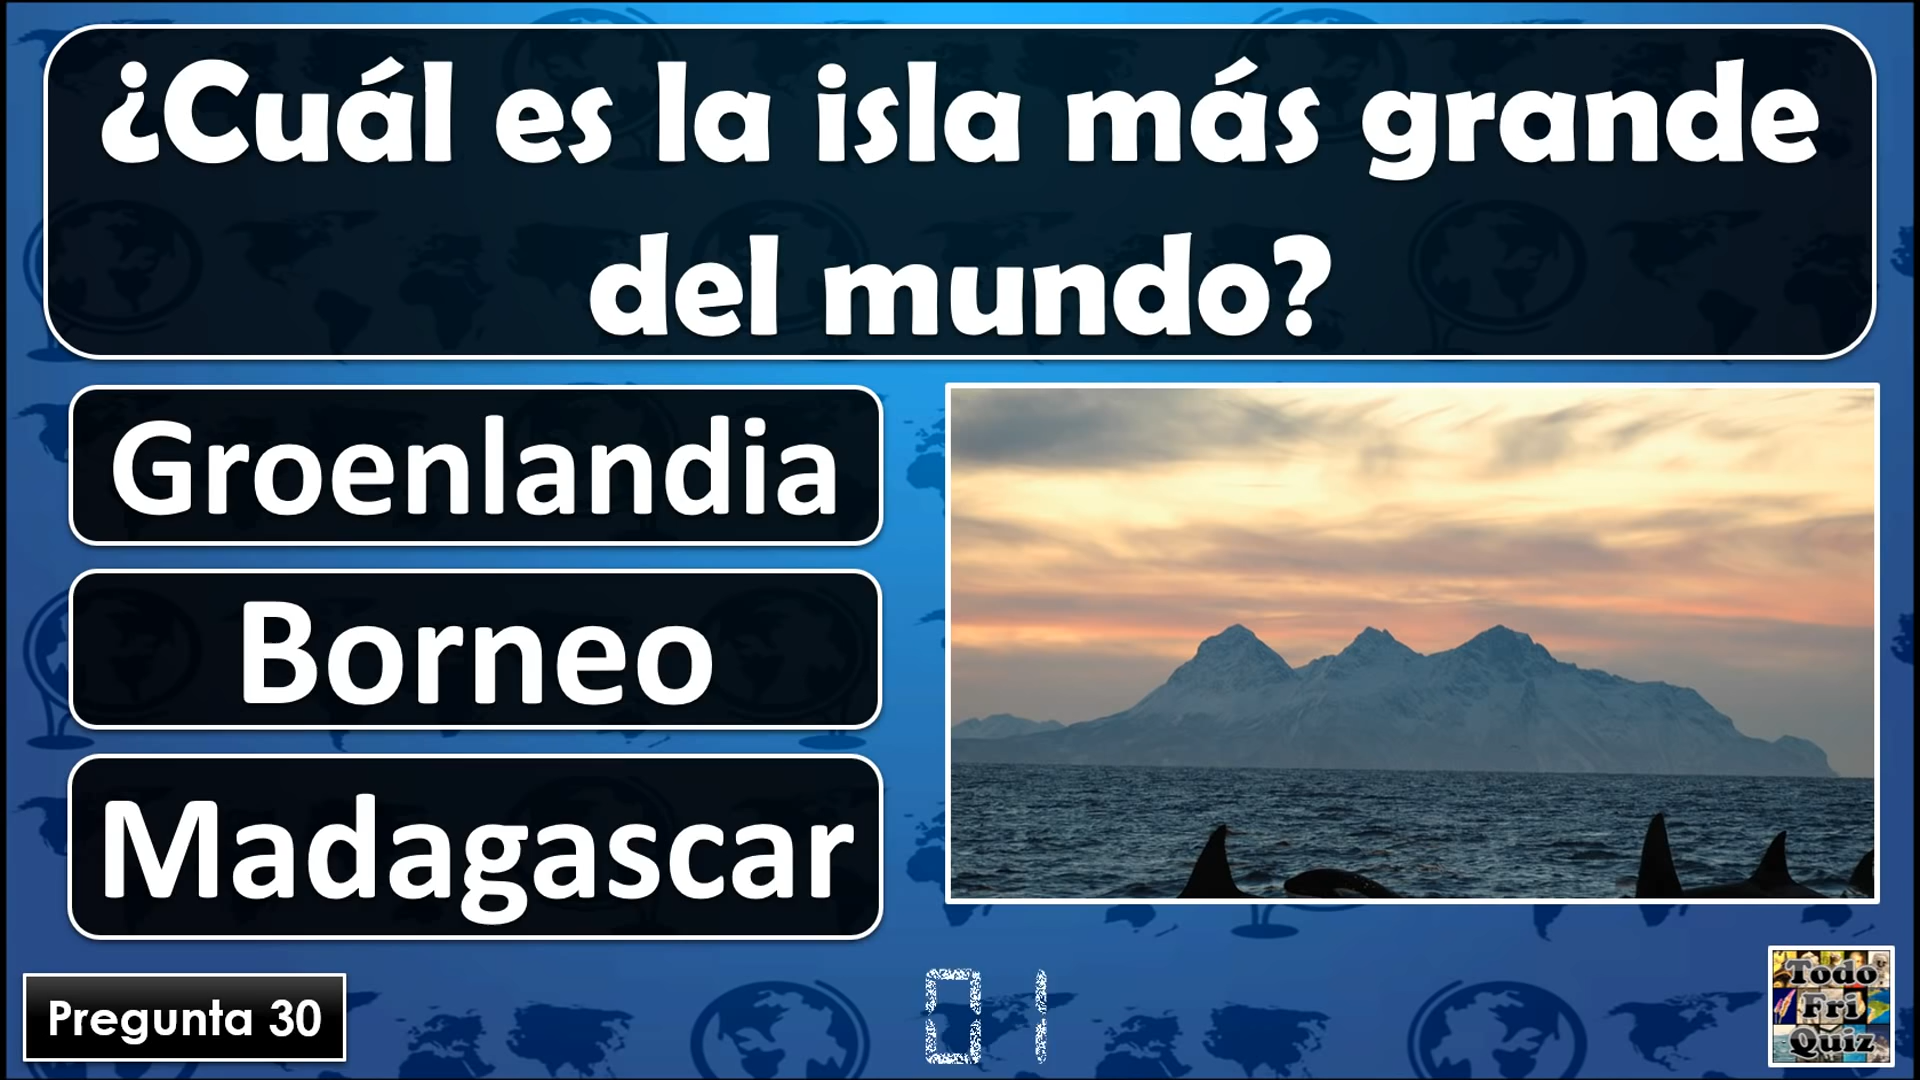 ¿Cuál es la isla más grande
del mundo?
Groenlandia
Borneo
Madagascar
Pregunta 30
01
Todo
Fri
Quiz